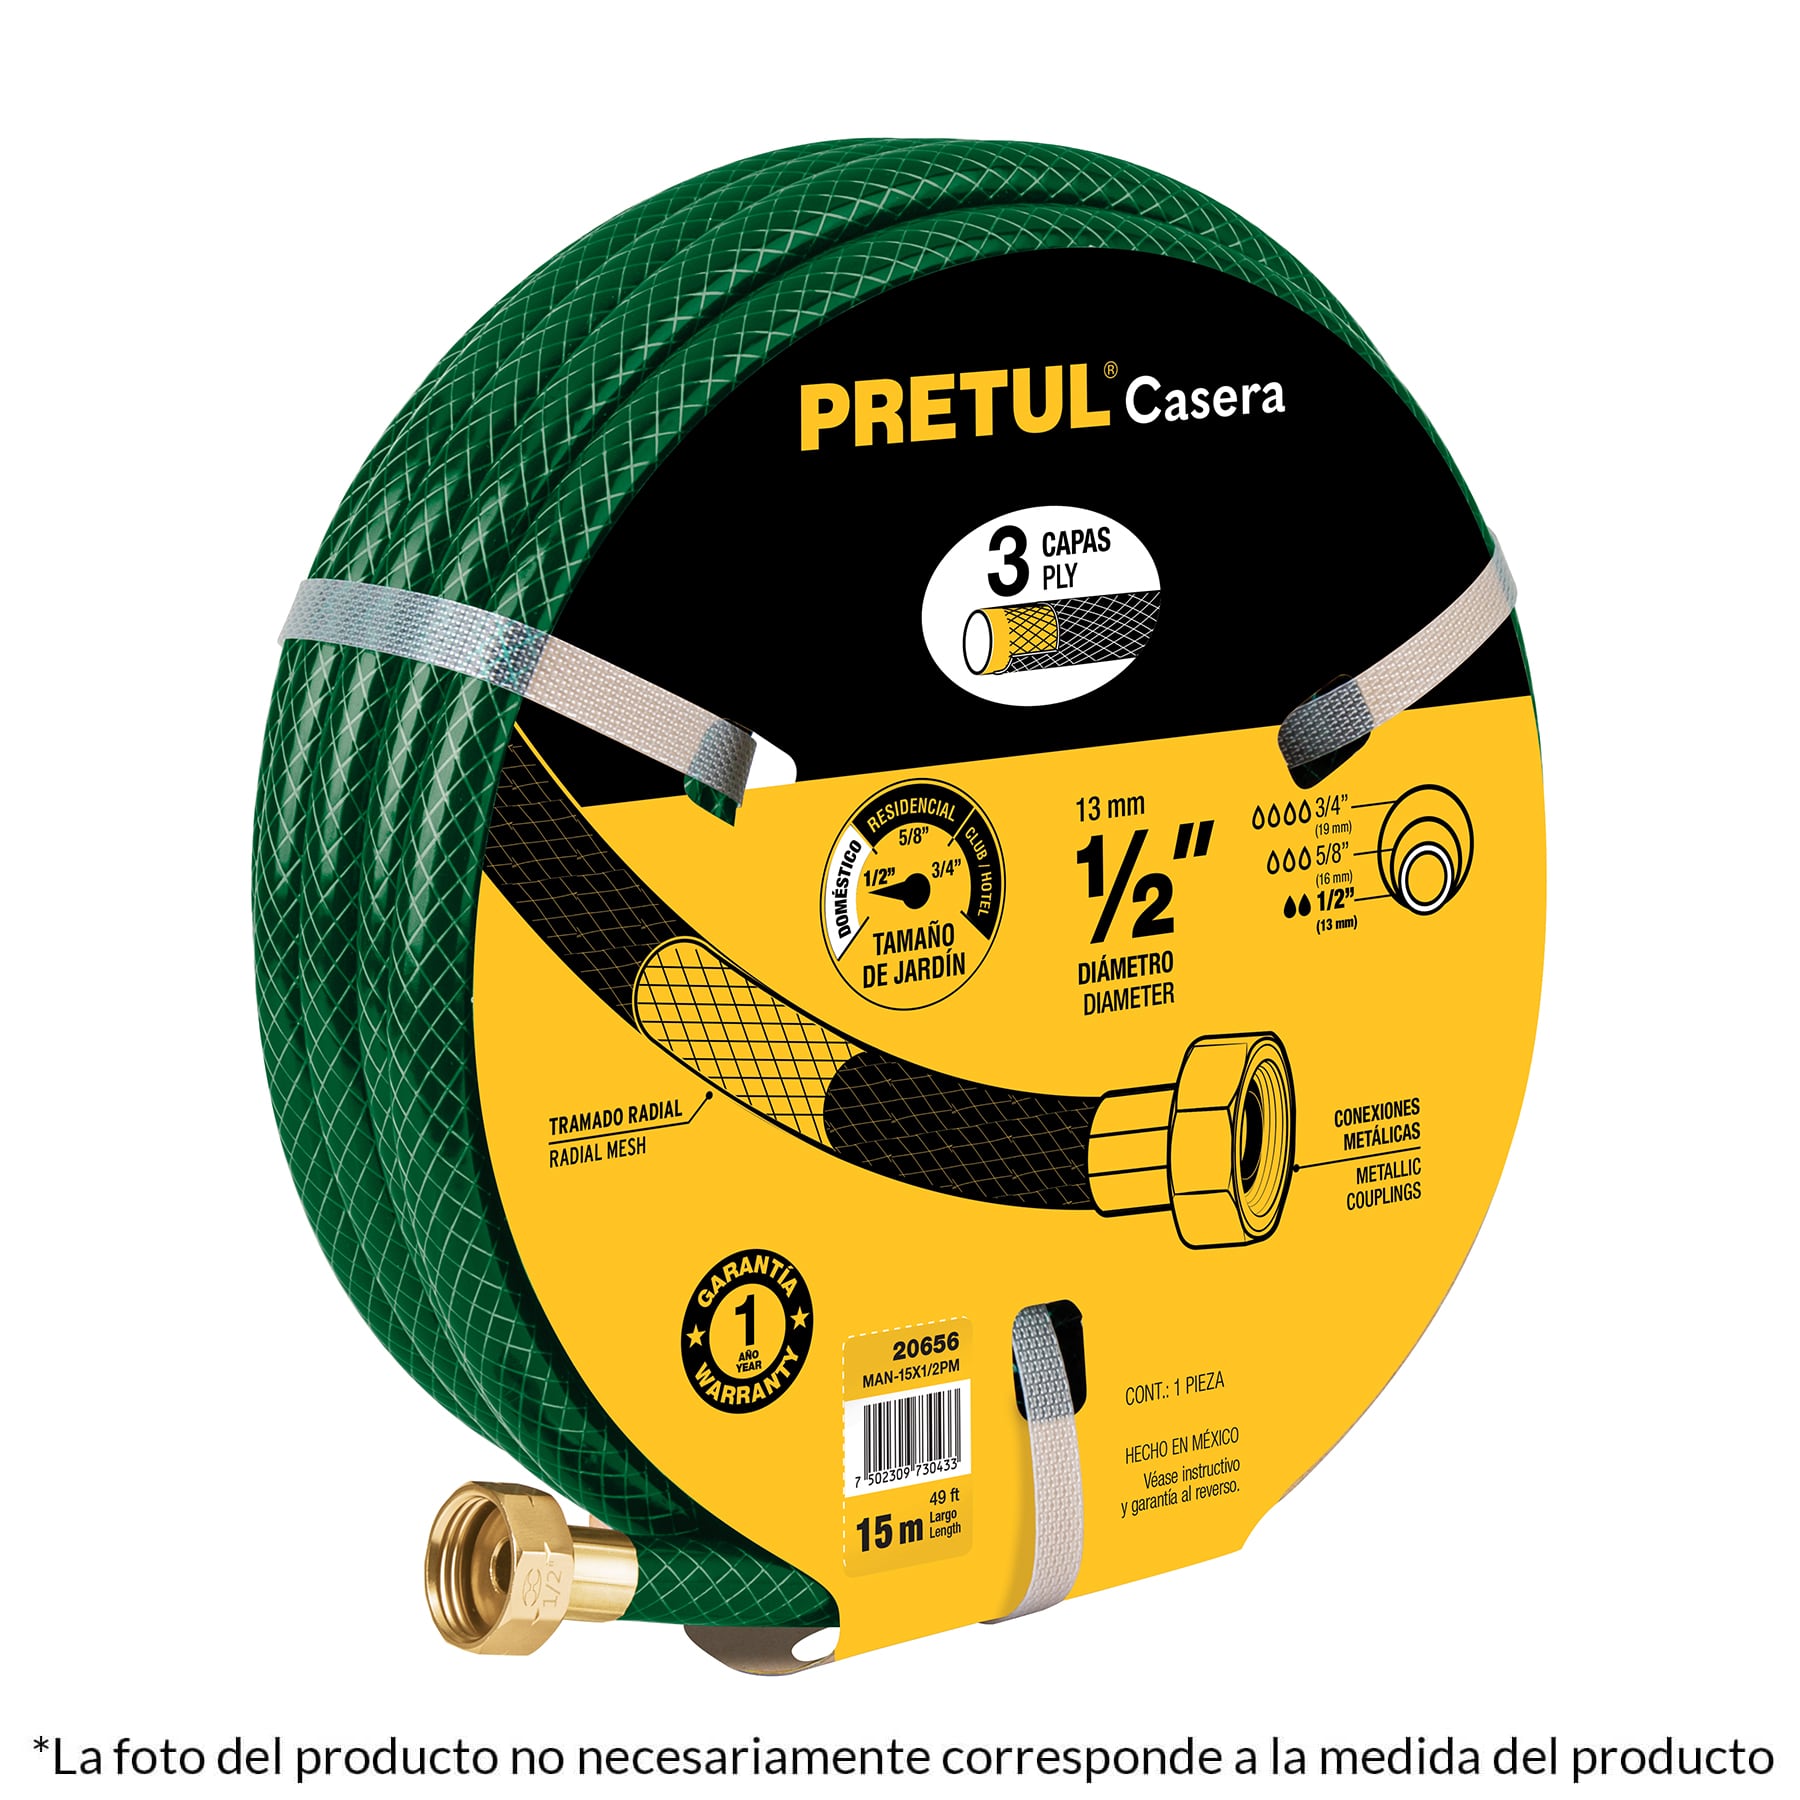 PRETUL® Casera
3 CAPAS
PLY
RESIDENCIAL
DOMÉSTICO
CLUB / HOTEL
5/8"
1/2"
3/4"
TAMAÑO
DE JARDÍN
13 mm
1/2"
DIÁMETRO
DIAMETER
3/4"
(19 mm)
5/8"
(16 mm)
1/2"
(13 mm)
TRAMADO RADIAL
RADIAL MESH
CONEXIONES
METÁLICAS
METALLIC
COUPLINGS
GARANTÍA
1
AÑO
YEAR
WARRANTY
20656
MAN-15X1/2PM
7 502309 730433
49 ft
15 m Largo
Length
CONT.: 1 PIEZA
HECHO EN MÉXICO
Véase instructivo
y garantía al reverso.
1/2"
*La foto del producto no necesariamente corresponde a la medida del producto